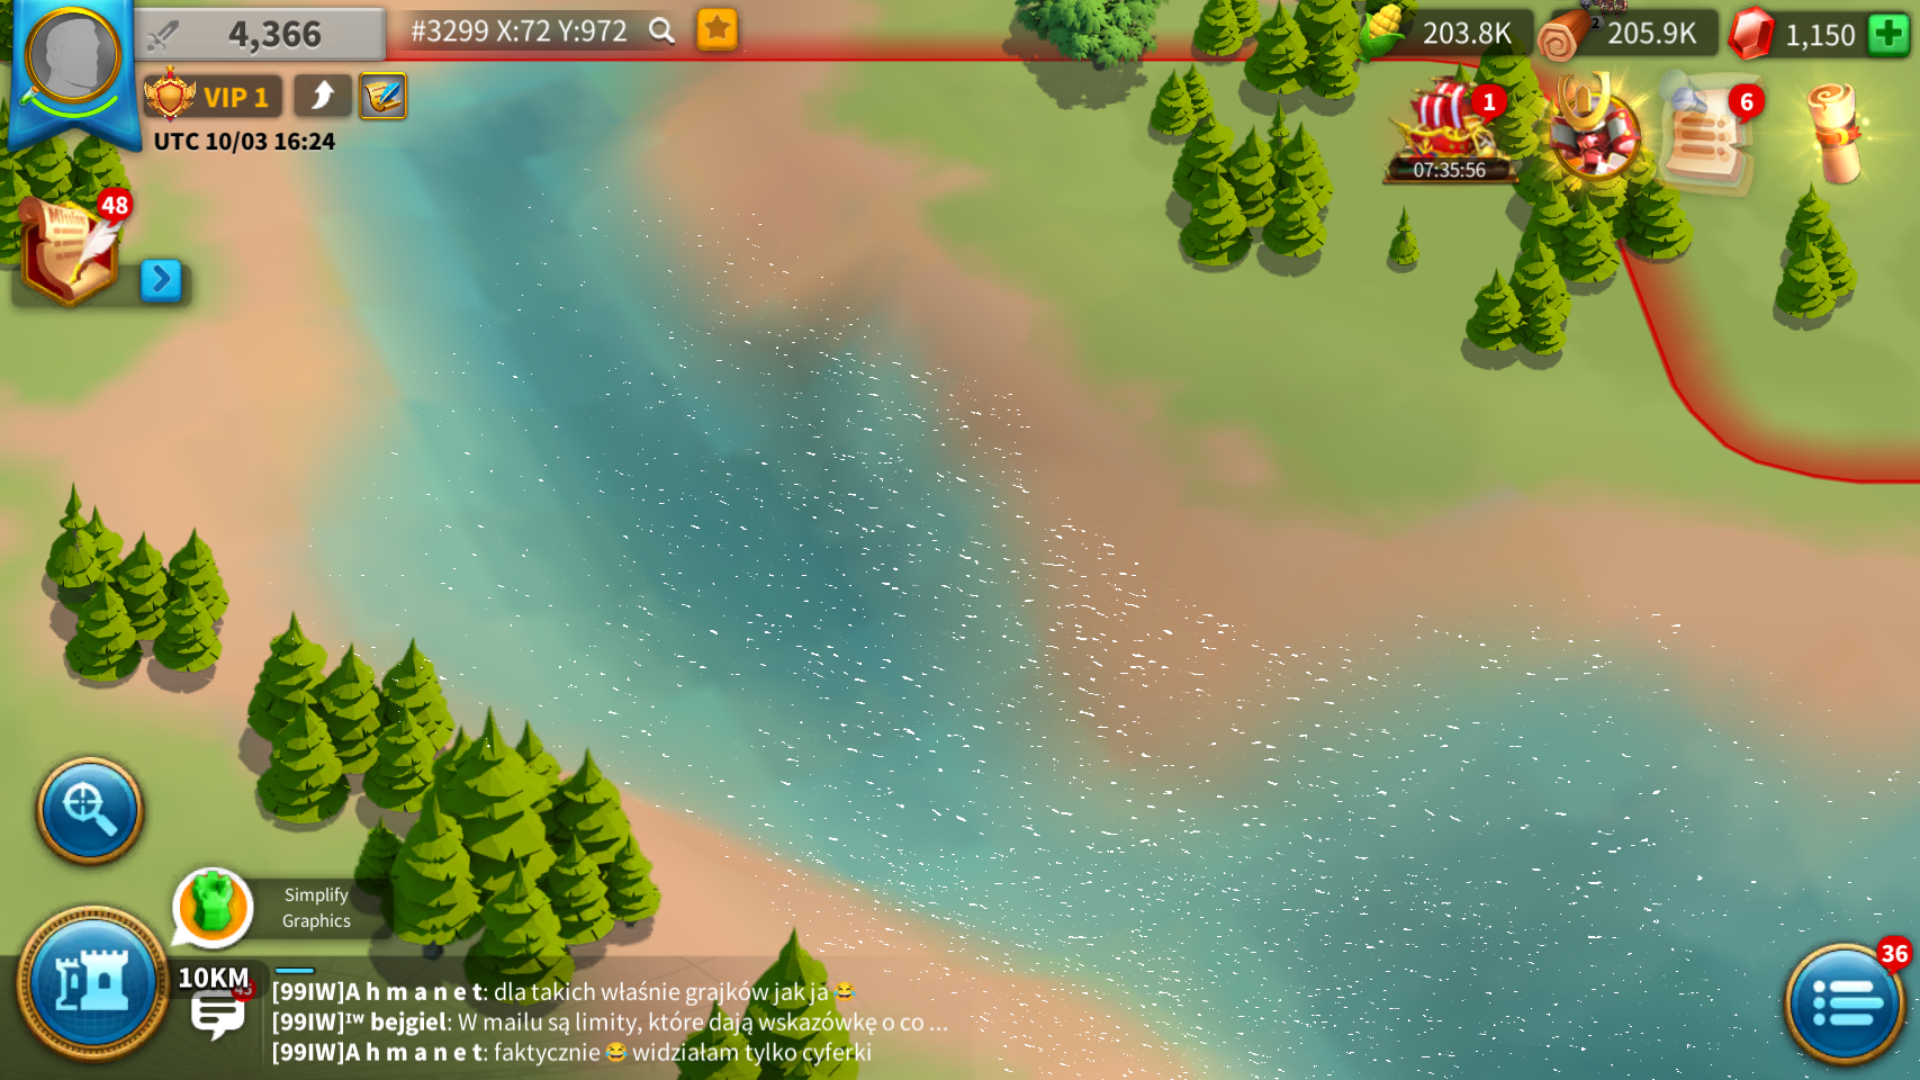 4,366
#3299 X:72 Y:972
203.8K
205.9K
1,150
VIP 1
UTC 10/03 16:24
1
6
07:35:56
48
Mission
Simplify
Graphics
10KM
[99IW]A h m a n e t: dla takich właśnie grajków jak ja 😂
[99IW]ᴵᵂ bejgiel: W mailu są limity, które dają wskazówkę o co ...
[99IW]A h m a n e t: faktycznie 😂 widziałam tylko cyferki
36